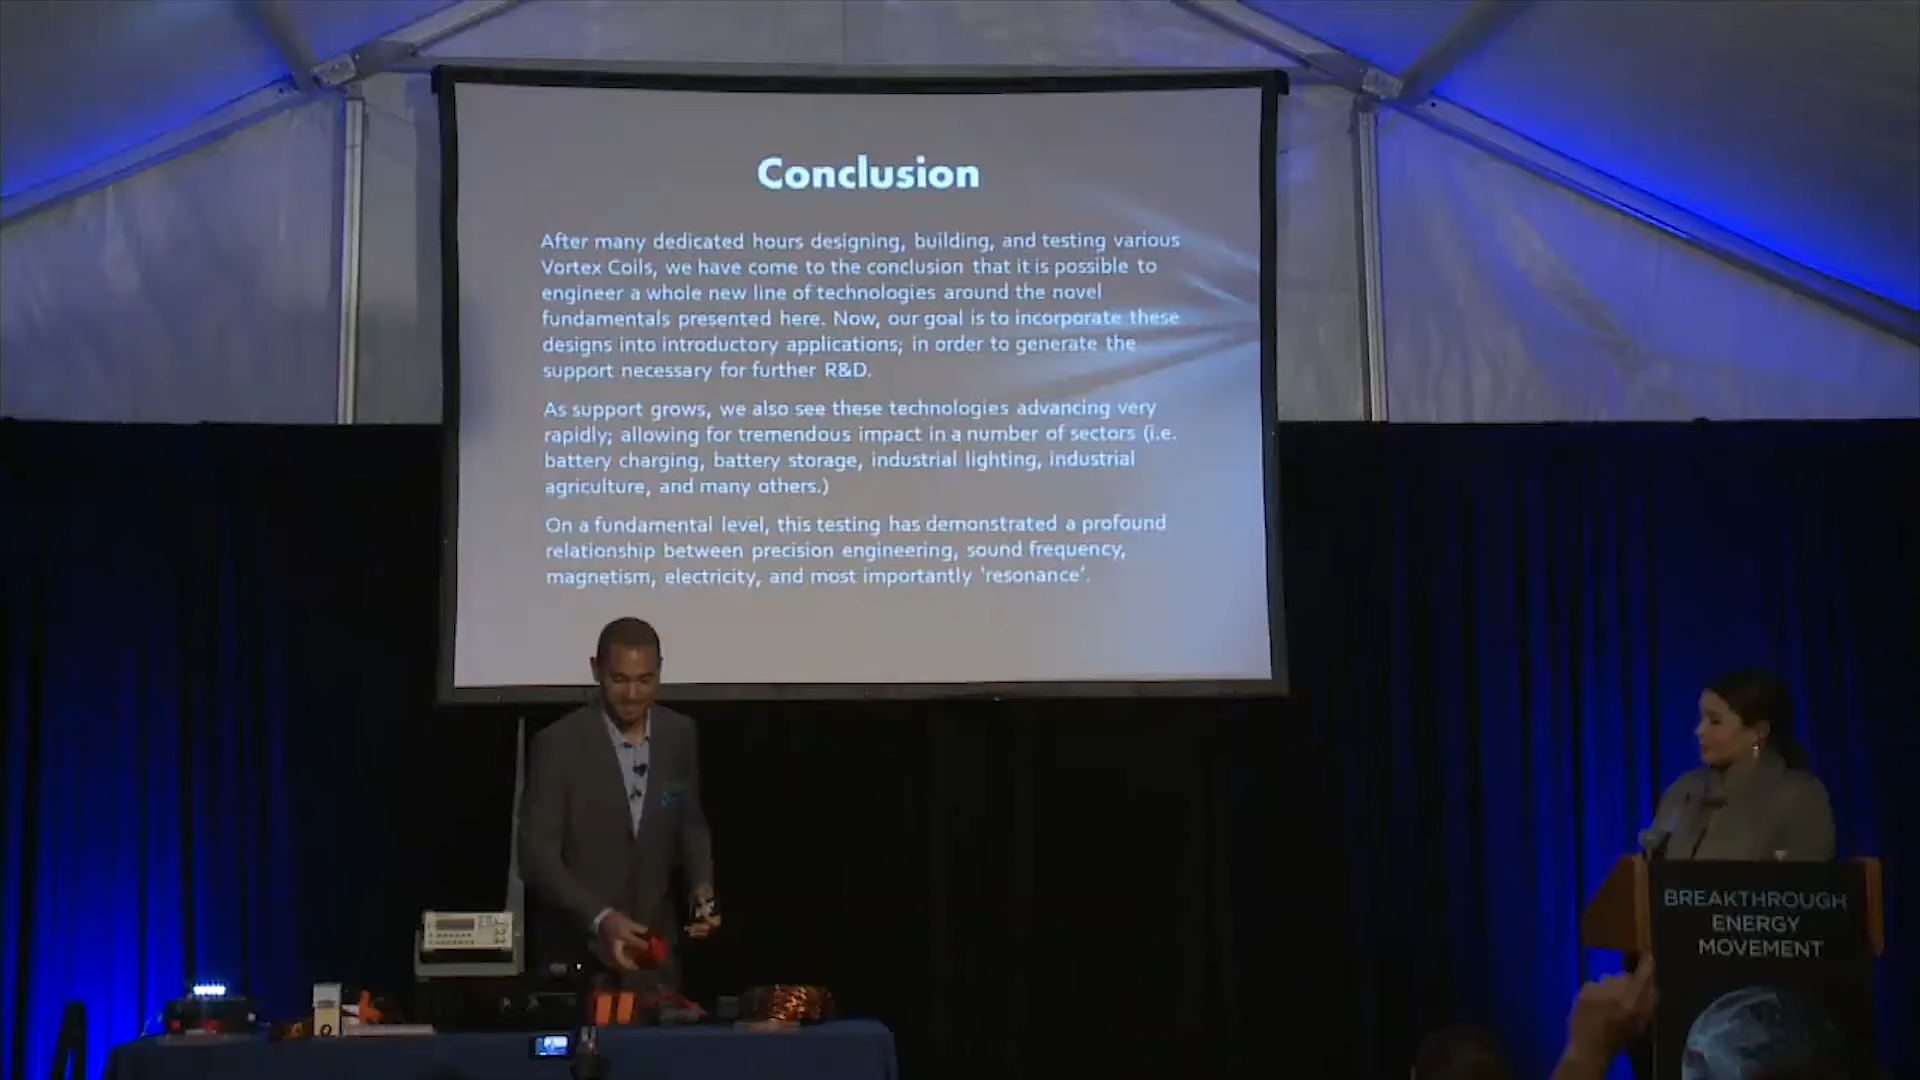 Conclusion
After many dedicated hours designing, building, and testing various
Vortex Coils, we have come to the conclusion that it is possible to
engineer a whole new line of technologies around the novel
fundamentals presented here. Now, our goal is to incorporate these
designs into introductory applications; in order to generate the
support necessary for further R&D.
As support grows, we also see these technologies advancing very
rapidly; allowing for tremendous impact in a number of sectors (i.e.
battery charging, battery storage, industrial lighting, industrial
agriculture, and many others.)
On a fundamental level, this testing has demonstrated a profound
relationship between precision engineering, sound frequency,
magnetism, electricity, and most importantly ‘resonance’.
BREAKTHROUGH
ENERGY
MOVEMENT